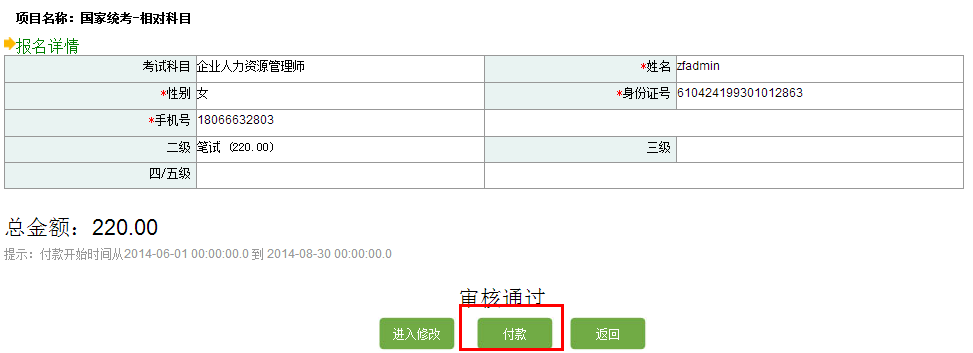 项目名称：国家统考-相对科目
报名详情
考试科目 企业人力资源管理师 *姓名 zfadmin
*性别 女 *身份证号 610424199301012863
*手机号 18066632803
二级 笔试（220.00） 三级
四/五级
总金额：220.00
提示：付款开始时间从2014-06-01 00:00:00.0 到 2014-08-30 00:00:00.0
审核通过
进入修改 付款 返回